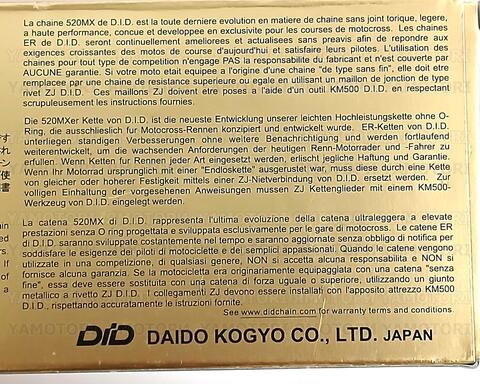 La chaine 520MX de D.I.D. est la toute derniere evolution en matiere de chaine sans joint torique, legere,
a haute performance, concue et developpee en exclusivite pour les courses de motocross. Les chaines
ER de D.I.D. seront continuellement ameliorees et actualisees sans preavis afin de repondre aux
exigences croissantes des motos de course d'aujourd'hui et satisfaire leurs pilotes. L'utilisation des
chaines pour tout type de competition n'engage PAS la responsabilite du fabricant et n'est couverte par
AUCUNE garantie. Si votre moto etait equipee a l'origine d'une chaine "de type sans fin", elle doit etre
remplacee par une chaine de resistance superieure ou egale en utilisant un maillon de jonction de type
rivet ZJ D.I.D. Ces maillons ZJ doivent etre poses a l'aide d'un outil KM500 D.I.D. en respectant
scrupuleusement les instructions fournies.
Die 520MXer Kette von D.I.D. ist die neueste Entwicklung unserer leichten Hochleistungskette ohne O-
Ring, die ausschliesslich fur Motocross-Rennen konzipiert und entwickelt wurde. ER-Ketten von D.I.D.
unterliegen standigen Verbesserungen ohne weitere Benachrichtigung und werden fortlaufend
weiterentwickelt, um die wachsenden Anforderungen der heutigen Renn-Motorrader und -Fahrer zu
erfullen. Wenn Ketten fur Rennen jeder Art eingesetzt werden, erlischt jegliche Haftung und Garantie.
Wenn Ihr Motorrad ursprunglich mit einer "Endloskette" ausgerustet war, muss diese durch eine Kette
von gleicher oder hoherer Festigkeit mittels einer ZJ-Nietverbindung von D.I.D. ersetzt werden. Zur
volligen Einhaltung der vorgesehenen Anweisungen mussen ZJ Kettenglieder mit einem KM500-
Werkzeug von D.I.D. eingelegt werden.
La catena 520MX di D.I.D. rappresenta l'ultima evoluzione della catena ultraleggera a elevate
prestazioni senza O ring progettata e sviluppata esclusivamente per le gare di motocross. Le catene ER
di D.I.D. saranno sviluppate costantemente nel tempo e saranno aggiornate senza obbligo di notifica per
soddisfare le esigenze dei piloti di motociclette e dei semplici appassionati. Quando le catene vengono
utilizzate in una competizione, di qualsiasi genere, NON si accetta alcuna responsabilita e NON si
fornisce alcuna garanzia. Se la motocicletta era originariamente equipaggiata con una catena "senza
fine", essa deve essere sostituita con una catena di forza uguale o superiore, utilizzando un giunto
metallico a rivetto ZJ D.I.D. I collegamenti ZJ devono essere installati con l'apposito attrezzo KM500
D.I.D., rispettando accuratamente le istruzioni fornite.
See www.didchain.com for warranty terms and conditions.
DID DAIDO KOGYO CO., LTD. JAPAN